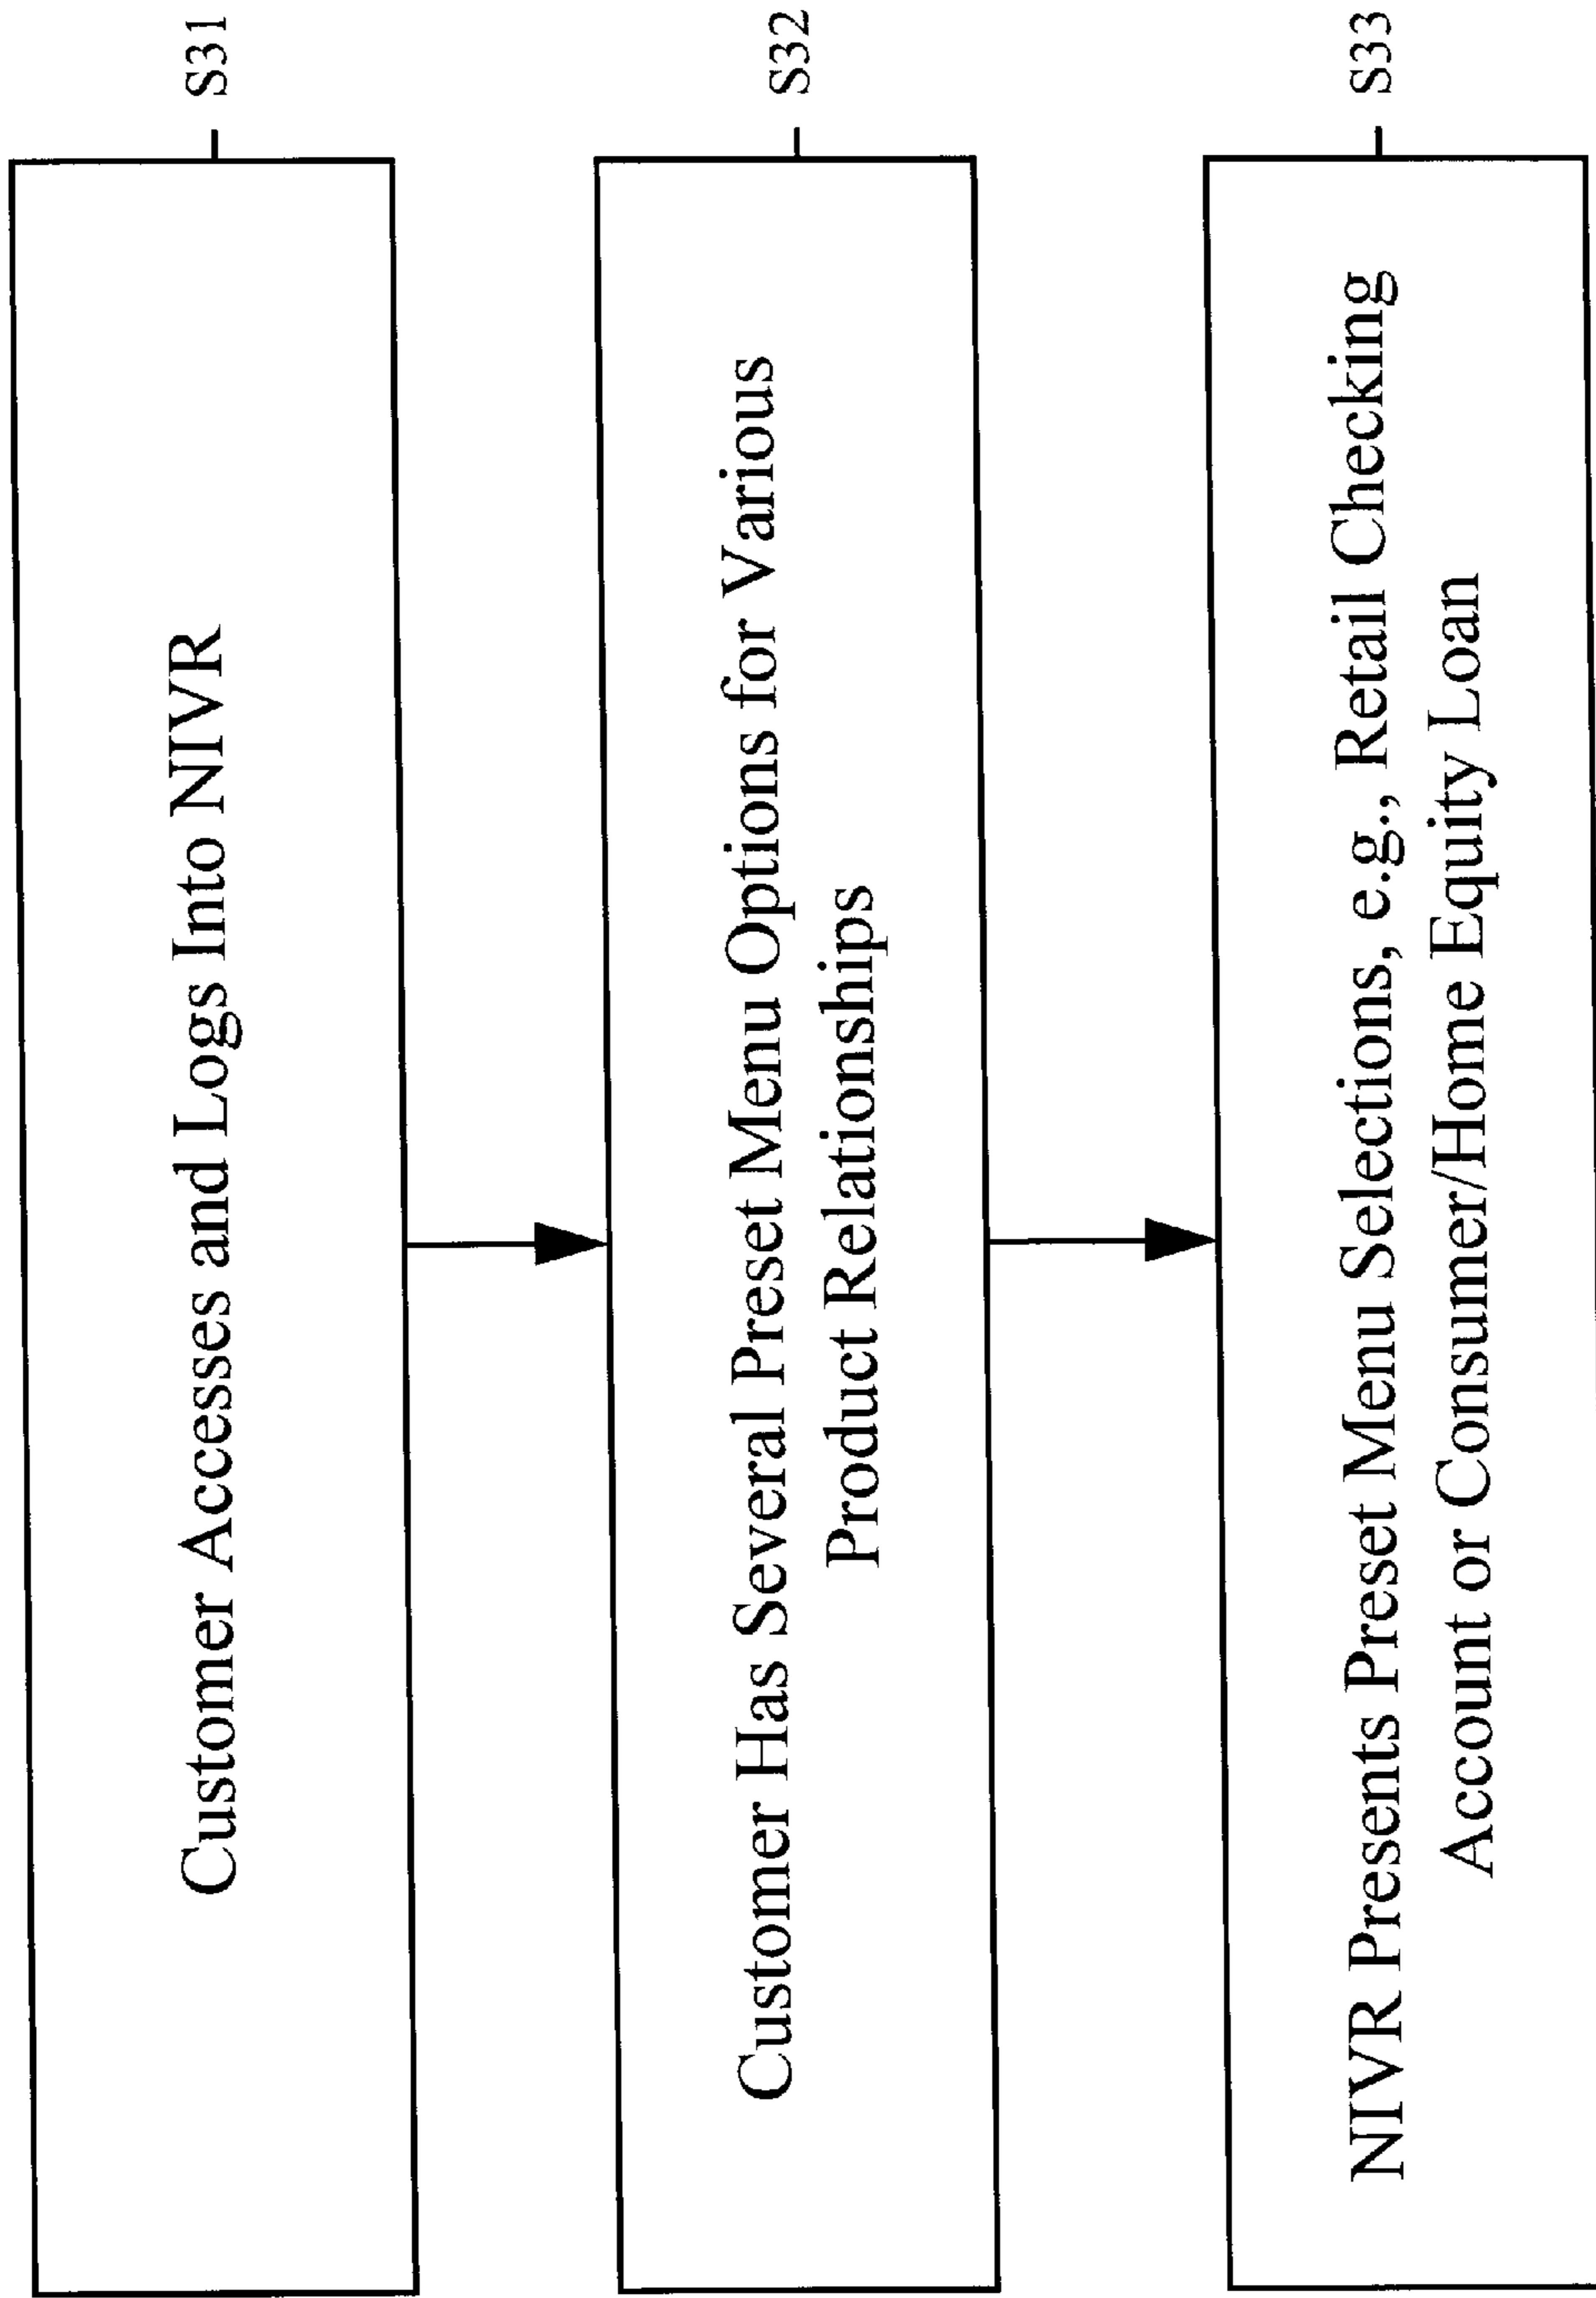 Customer Accesses and Logs Into NIVR
S31
Customer Has Several Preset Menu Options for Various
Product Relationships
S32
NIVR Presents Preset Menu Selections, e.g., Retail Checking
Account or Consumer/Home Equity Loan
S33